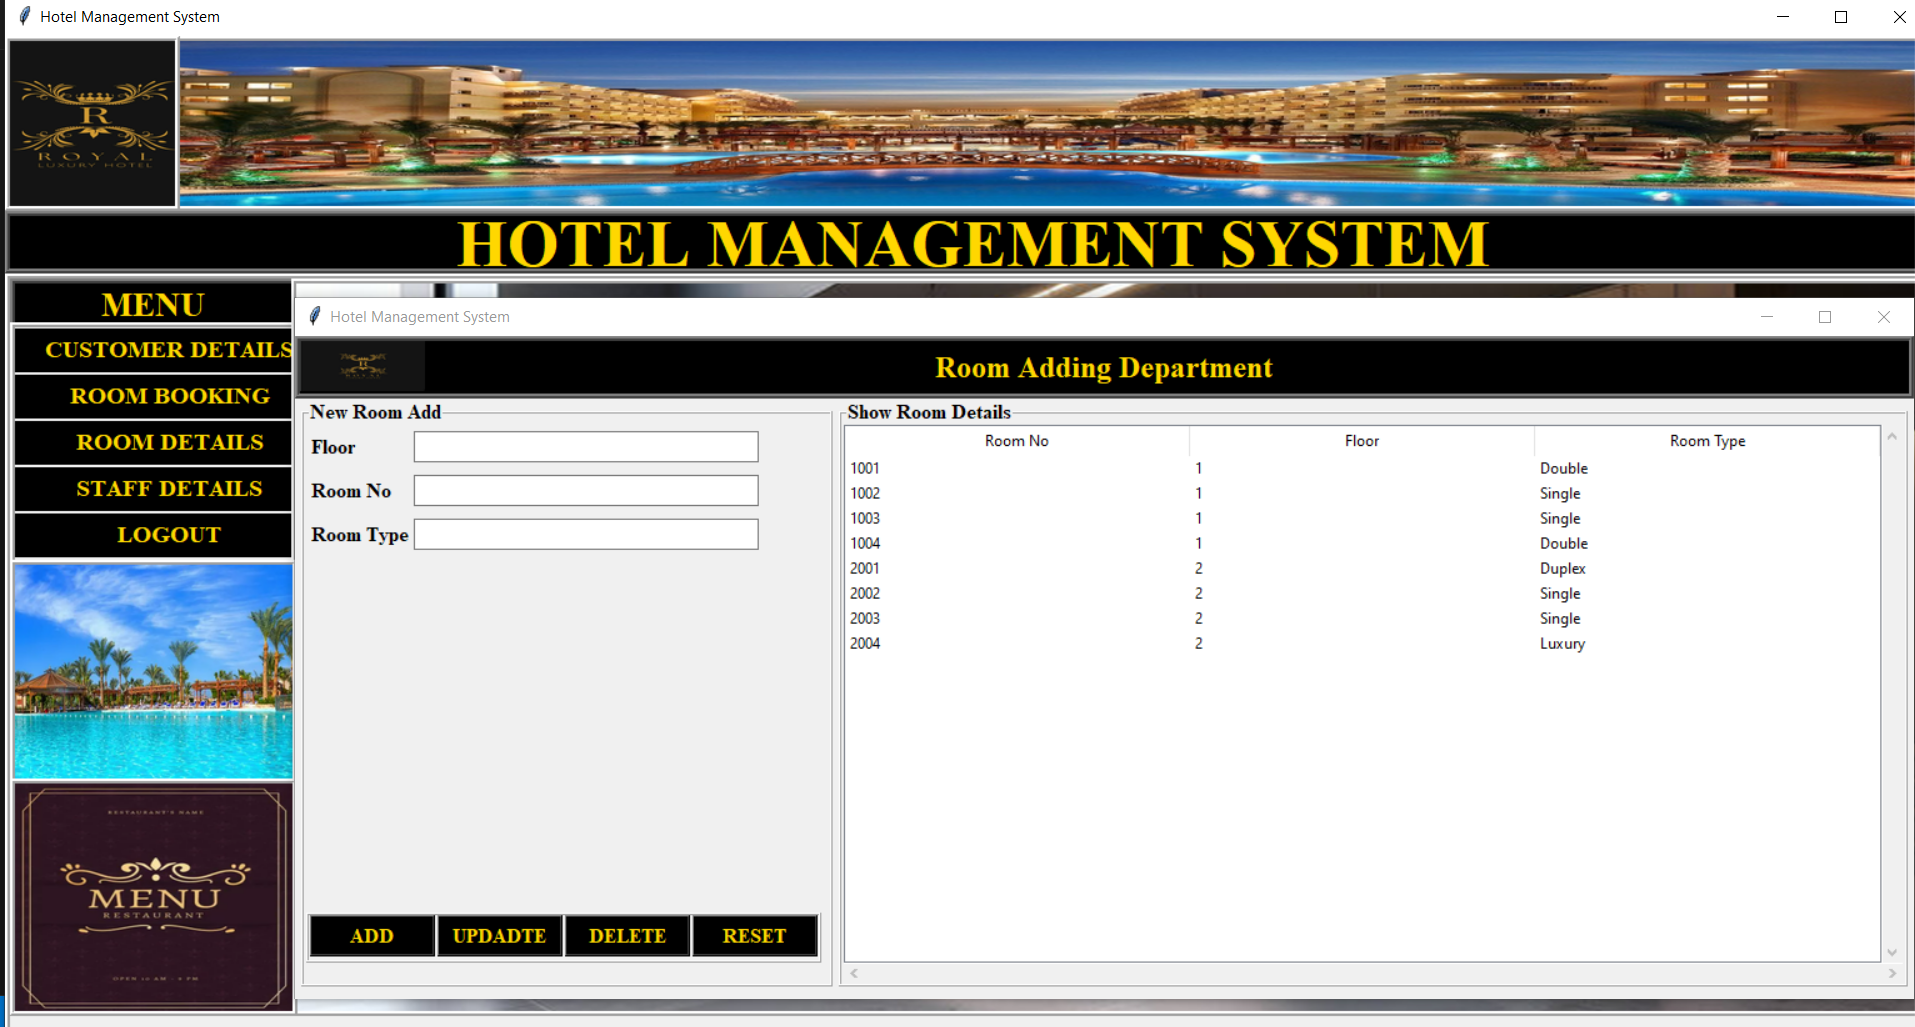 Hotel Management System
R
ROYAL
LUXURY HOTEL
HOTEL MANAGEMENT SYSTEM
MENU
CUSTOMER DETAILS
ROOM BOOKING
ROOM DETAILS
STAFF DETAILS
LOGOUT
RESTAURANT'S NAME
MENU
RESTAURANT
OPEN 10 AM - 9 PM
Hotel Management System
Room Adding Department
New Room Add
Floor
Room No
Room Type
ADD UPDADTE DELETE RESET
Show Room Details
Room No Floor Room Type
1001 1 Double
1002 1 Single
1003 1 Single
1004 1 Double
2001 2 Duplex
2002 2 Single
2003 2 Single
2004 2 Luxury